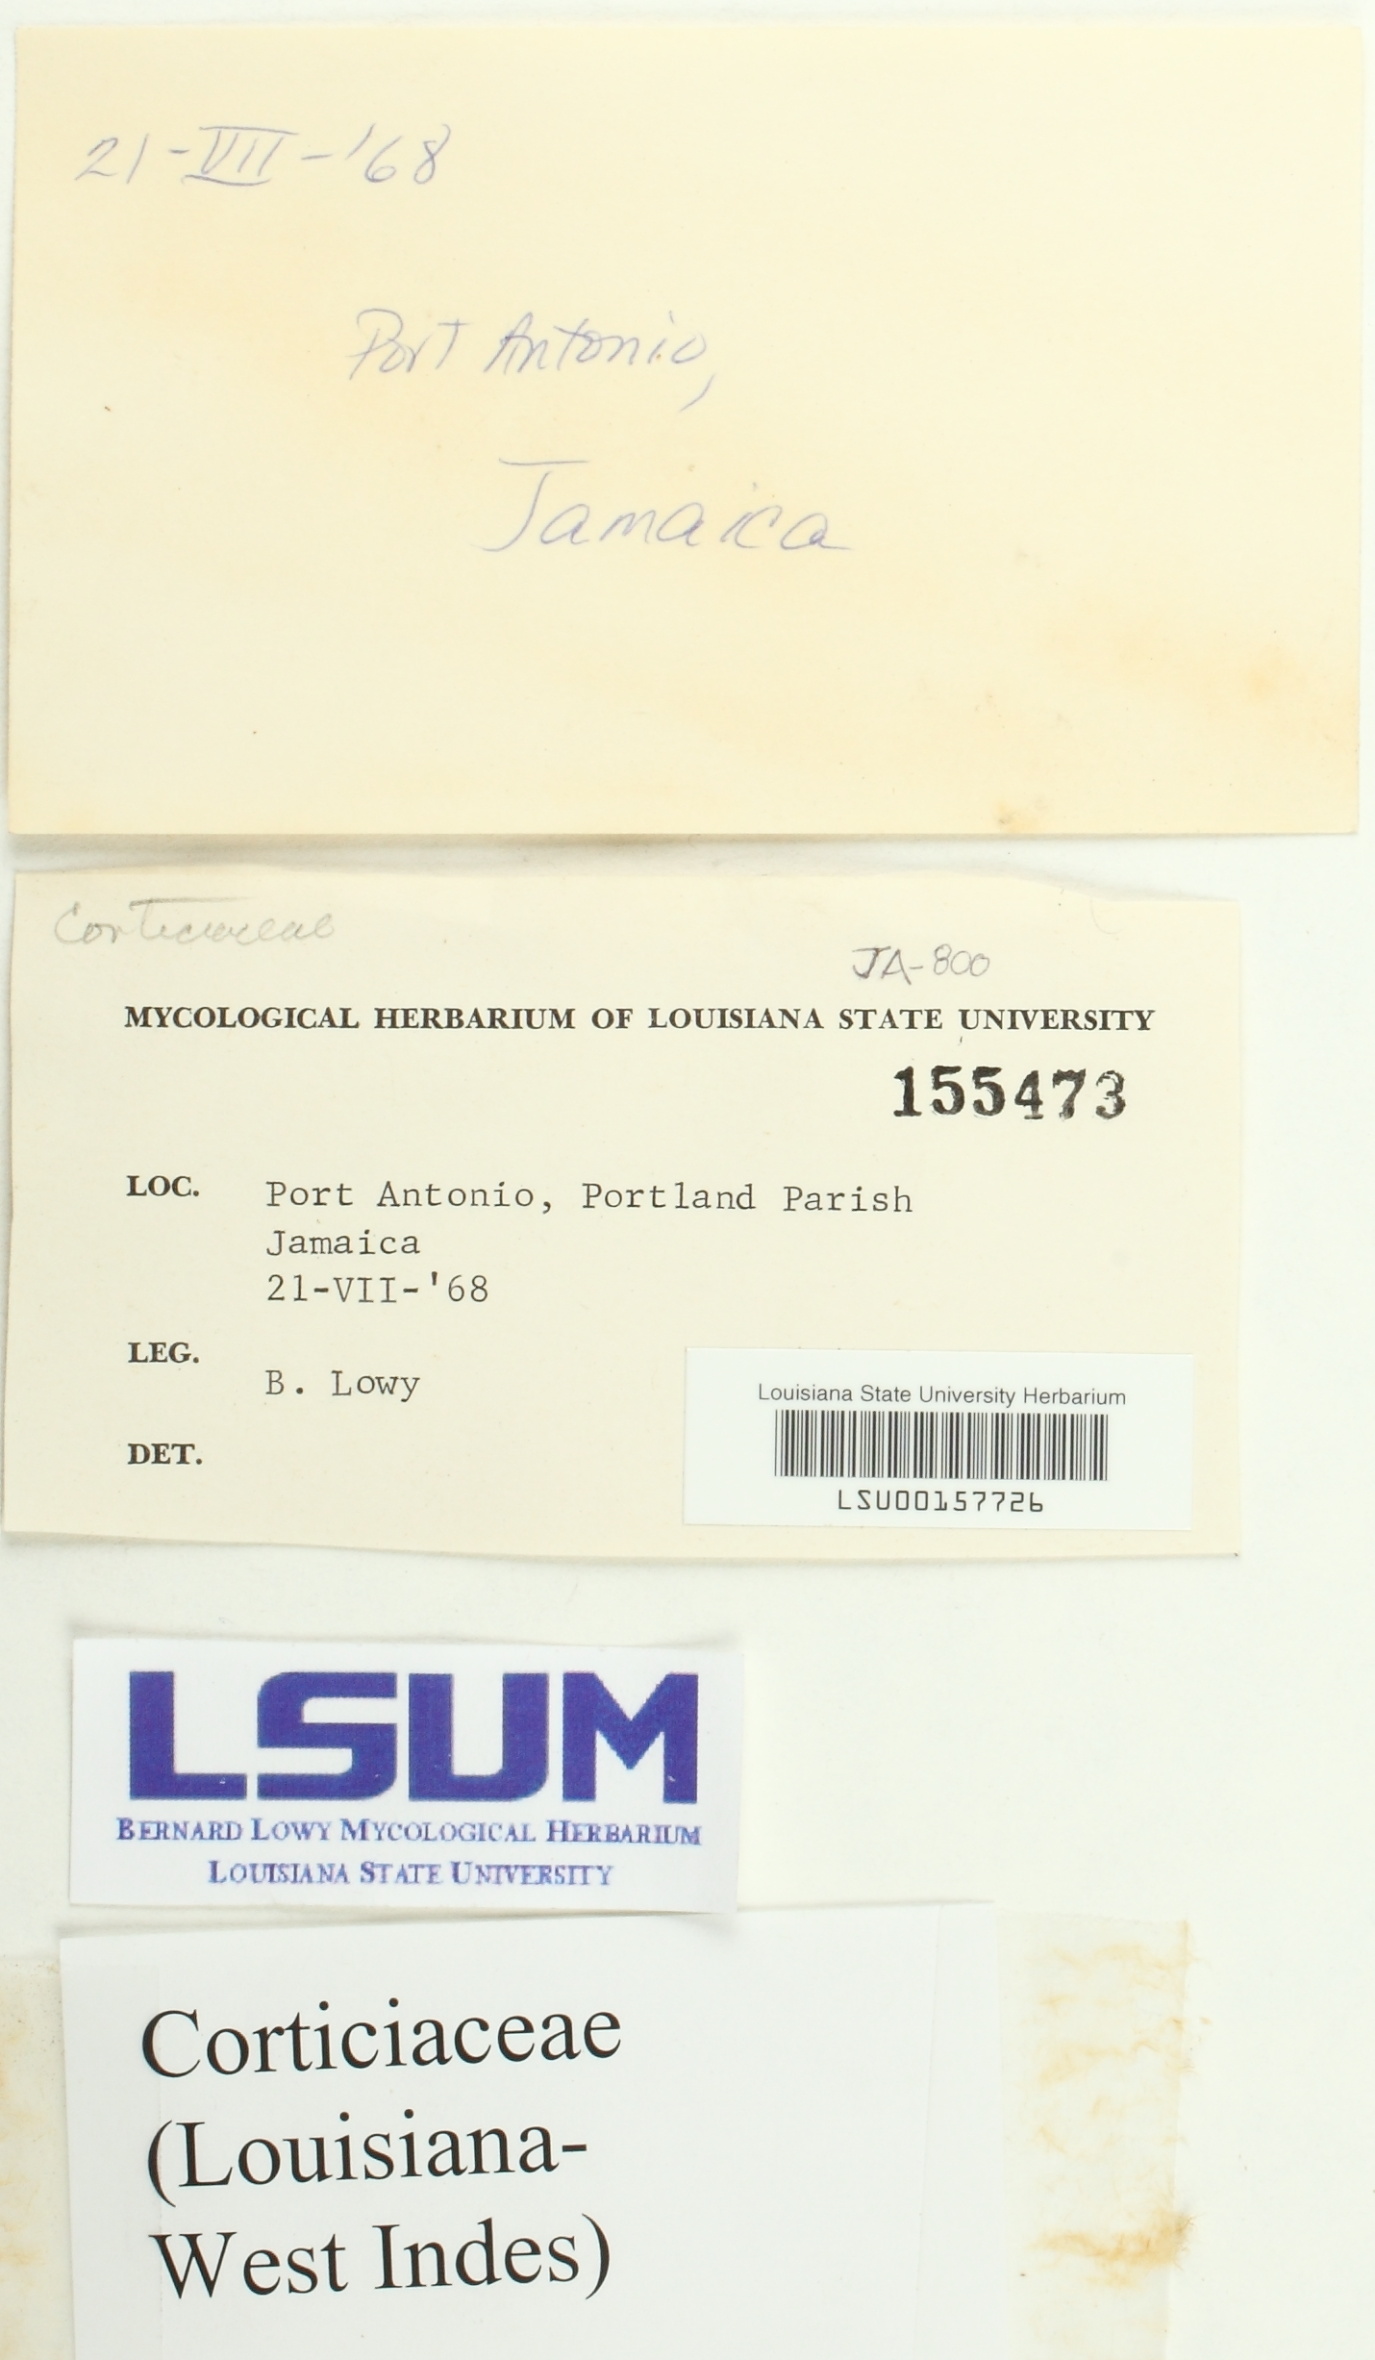 21-VII-'68
Port Antonio,
Jamaica
Corticiaceae
JA-800
MYCOLOGICAL HERBARIUM OF LOUISIANA STATE UNIVERSITY
155473
LOC. Port Antonio, Portland Parish
Jamaica
21-VII-'68
LEG. B. Lowy
DET.
Louisiana State University Herbarium
LSU00157726
LSUM
BERNARD LOWY MYCOLOGICAL HERBARIUM
LOUISIANA STATE UNIVERSITY
Corticiaceae
(Louisiana-
West Indes)